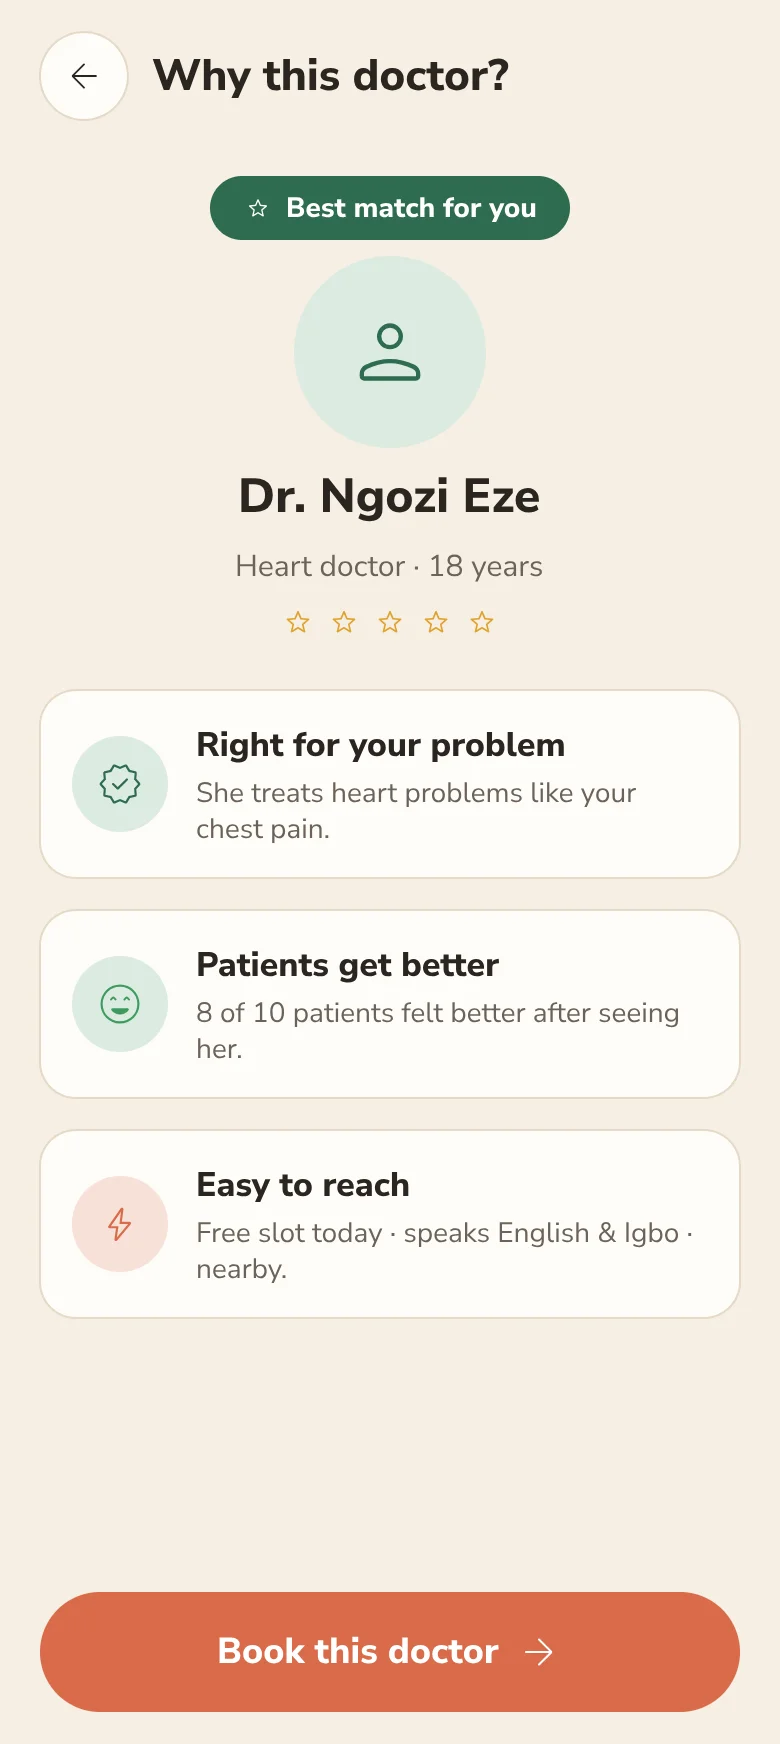 Why this doctor?
Best match for you
Dr. Ngozi Eze
Heart doctor · 18 years
Right for your problem
She treats heart problems like your
chest pain.
Patients get better
8 of 10 patients felt better after seeing
her.
Easy to reach
Free slot today · speaks English & Igbo ·
nearby.
Book this doctor